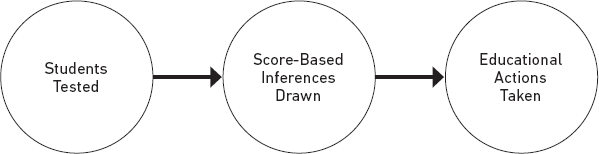 Students
Tested
Score-Based
Inferences
Drawn
Educational
Actions
Taken